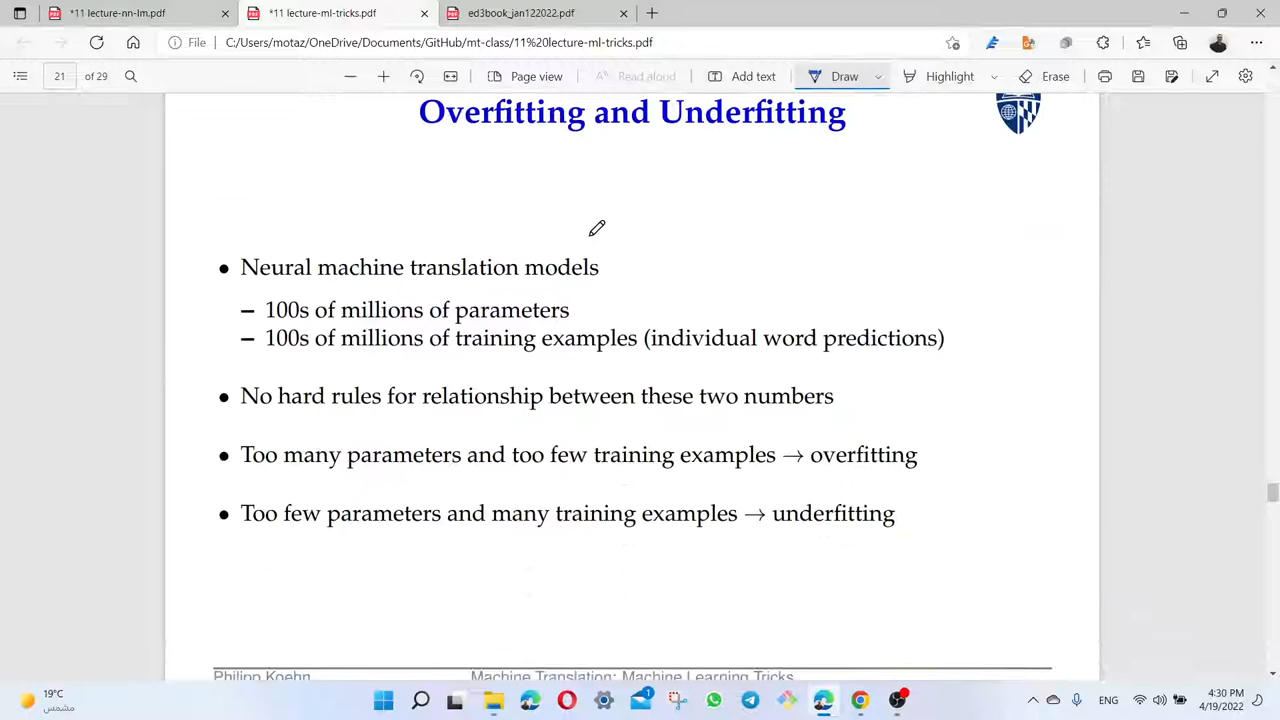 *11 lecture-nn-lm.pdf
*11 lecture-ml-tricks.pdf
ed3book_jan122022.pdf
File
C:/Users/motaz/OneDrive/Documents/GitHub/mt-class/11%20lecture-ml-tricks.pdf
21 of 29
Page view
Read aloud
Add text
Draw
Highlight
Erase
Overfitting and Underfitting
• Neural machine translation models
– 100s of millions of parameters
– 100s of millions of training examples (individual word predictions)
• No hard rules for relationship between these two numbers
• Too many parameters and too few training examples → overfitting
• Too few parameters and many training examples → underfitting
Philipp Koehn Machine Translation: Machine Learning Tricks
19°C
مشمس
1
ENG
4:30 PM
4/19/2022